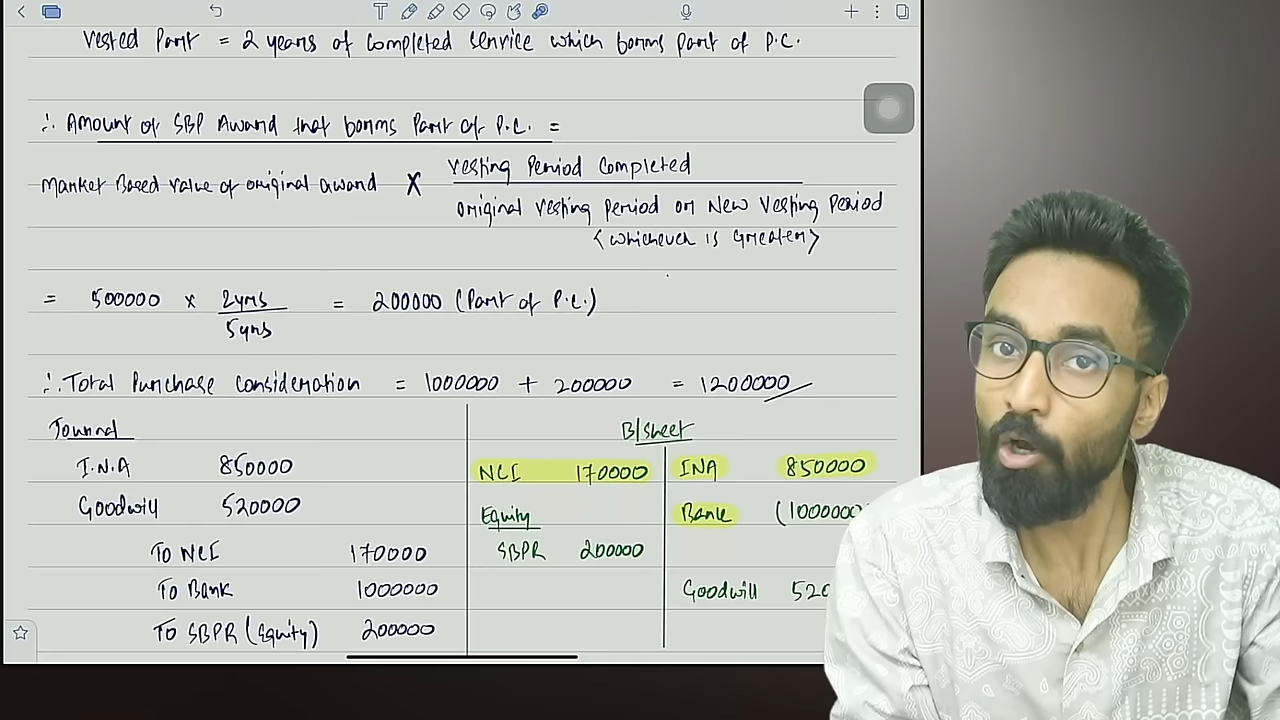 Vested Part = 2 years of completed service which forms part of P.C.
∴ Amount of SBP Award that forms Part of P.C. =
Market Based value of original award X Vesting Period Completed
original vesting period or New Vesting Period
<whichever is Greater>
= 500000 x 2yrs = 200000 (Part of P.C.)
5yrs
∴ Total Purchase consideration = 1000000 + 200000 = 1200000
Journal
I.N.A 850000
Goodwill 520000
To NCI 170000
To Bank 1000000
To SBPR (Equity) 200000
B/sheet
NCI 170000 INA 850000
Equity Bank (1000000
SBPR 200000
Goodwill 520